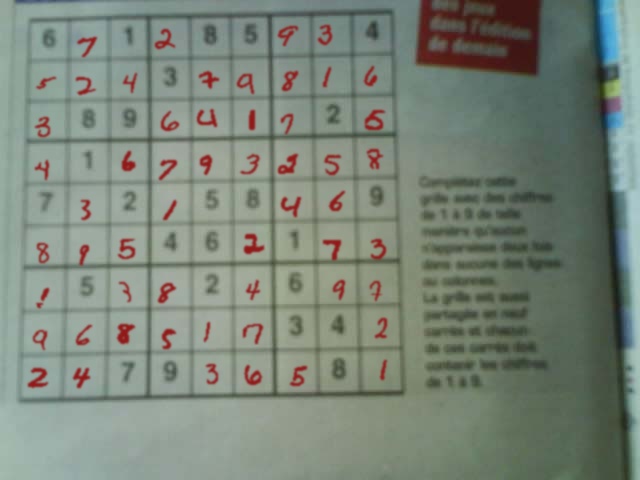 des jeux
dans l'édition
de demain
6 7 1 2 8 5 9 3 4
5 2 4 3 7 9 8 1 6
3 8 9 6 4 1 7 2 5
4 1 6 7 9 3 2 5 8
7 3 2 1 5 8 4 6 9
8 9 5 4 6 2 1 7 3
1 5 3 8 2 4 6 9 7
9 6 8 5 1 7 3 4 2
2 4 7 9 3 6 5 8 1
Complétez cette
grille avec des chiffres
de 1 à 9 de telle
manière qu'aucun
n'apparaisse deux fois
dans aucune des lignes
ou colonnes.
La grille est aussi
partagée en neuf
carrés et chacun
de ces carrés doit
contenir les chiffres
de 1 à 9.